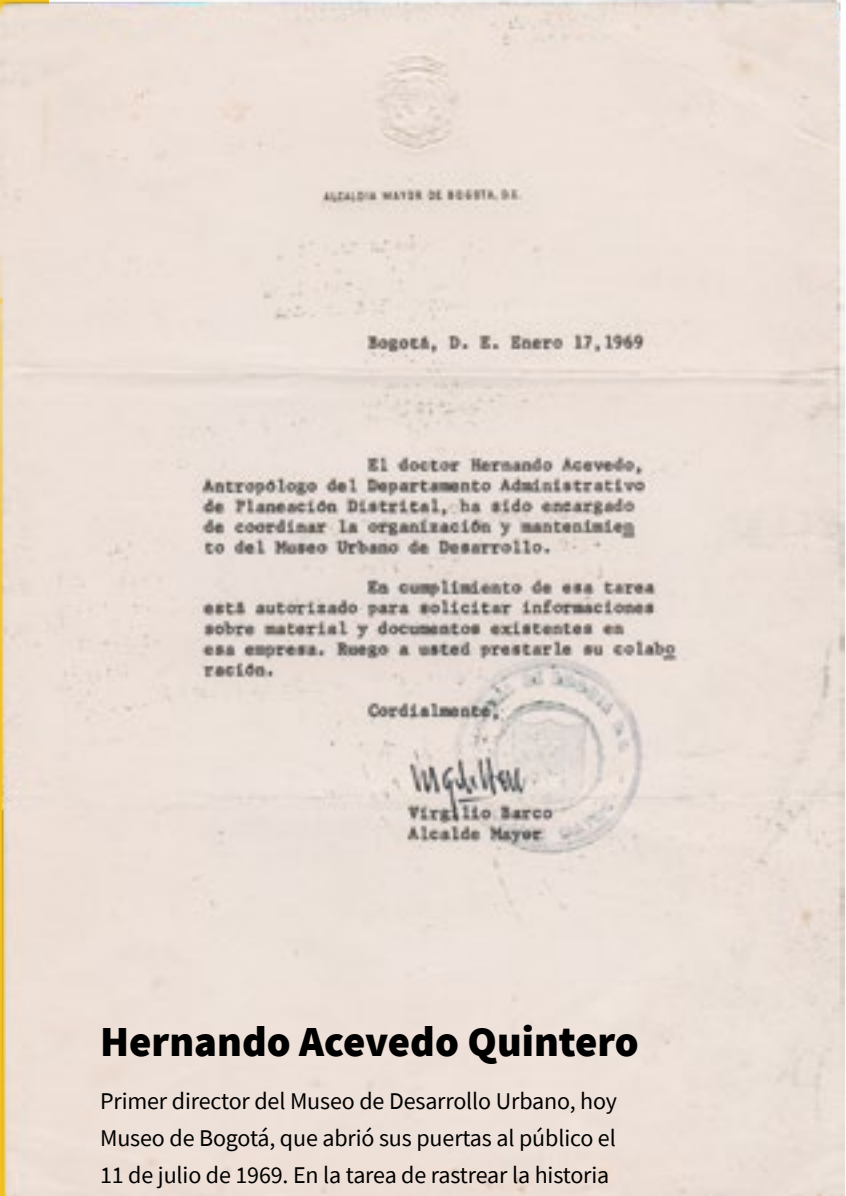 ALCALDIA MAYOR DE BOGOTA, D.E.
Bogotá, D. E. Enero 17,1969
El doctor Hernando Acevedo,
Antropólogo del Departamento Administrativo
de Planeación Distrital, ha sido encargado
de coordinar la organización y mantenimien
to del Museo Urbano de Desarrollo.
En cumplimiento de esa tarea
está autorizado para solicitar informaciones
sobre material y documentos existentes en
esa empresa. Ruego a usted prestarle su colabo
ración.
Cordialmente,
Virgilio Barco
Alcalde Mayor
Hernando Acevedo Quintero
Primer director del Museo de Desarrollo Urbano, hoy
Museo de Bogotá, que abrió sus puertas al público el
11 de julio de 1969. En la tarea de rastrear la historia